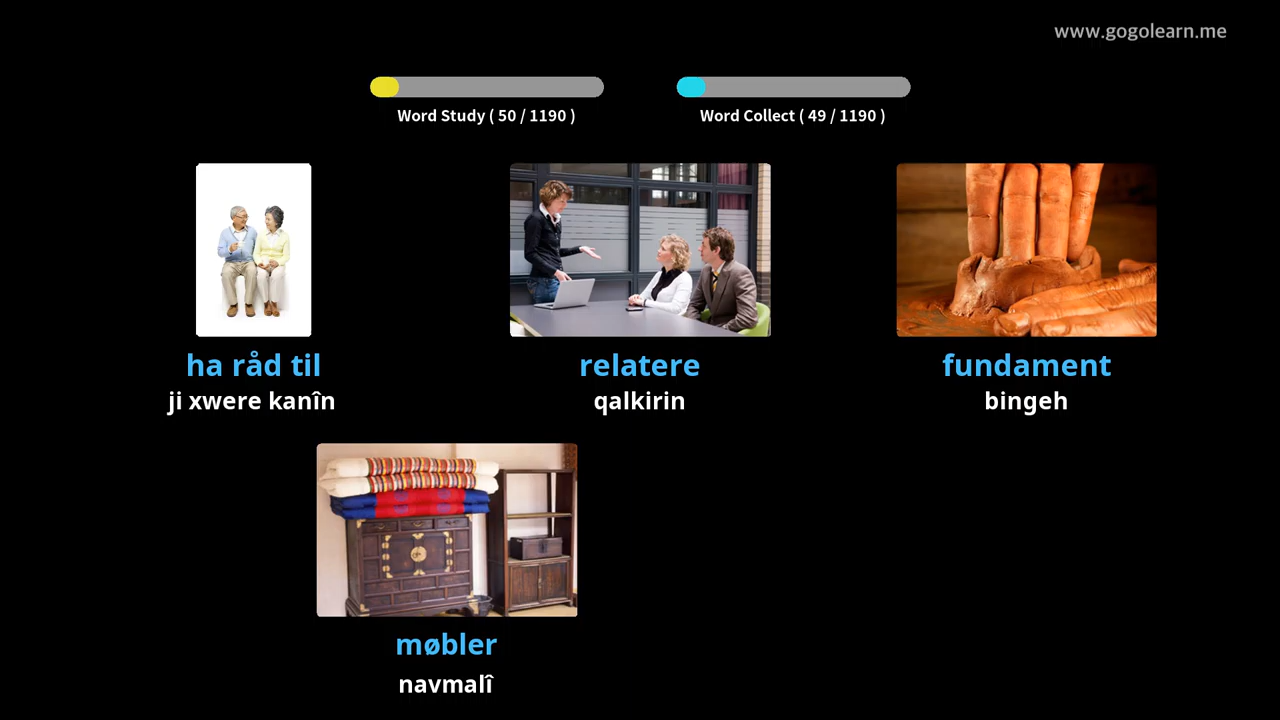 www.gogolearn.me
Word Study ( 50 / 1190 )
Word Collect ( 49 / 1190 )
ha råd til
ji xwere kanîn
relatere
qalkirin
fundament
bingeh
møbler
navmalî